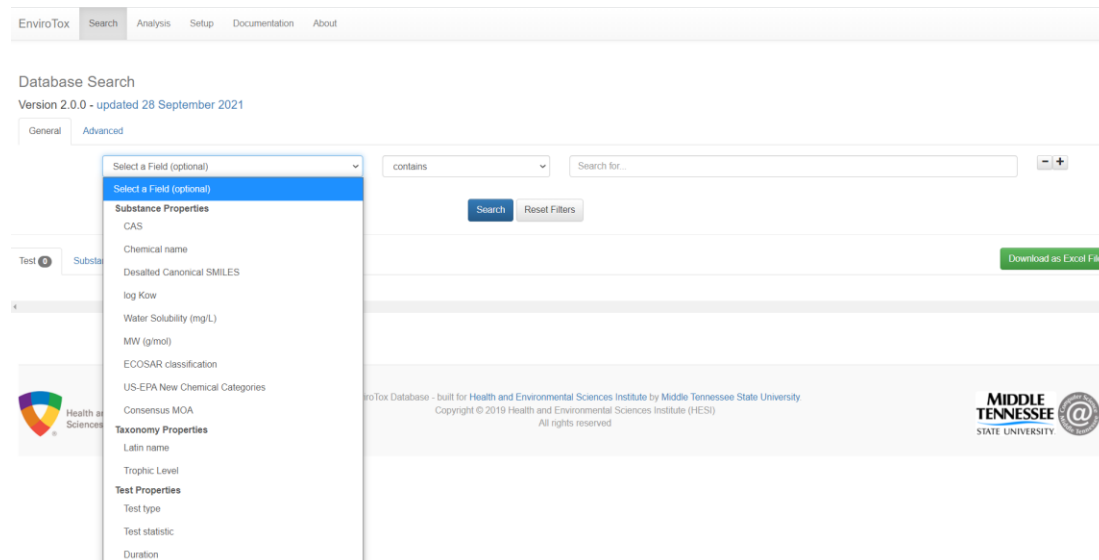 EnviroTox Search Analysis Setup Documentation About
Database Search
Version 2.0.0 - updated 28 September 2021
General Advanced
Select a Field (optional) contains Search for..
Select a Field (optional)
Substance Properties
CAS
Search Reset Filters
Chemical name
Test 0 Substa
Download as Excel Fil
Desalted Canonical SMILES
log Kow
Water Solubility (mg/L)
MW (g/mol)
ECOSAR classification
US-EPA New Chemical Categories
Consensus MOA
Taxonomy Properties
Latin name
Trophic Level
Test Properties
Test type
Test statistic
Duration
Health a
Sciences
iroTox Database - built for Health and Environmental Sciences Institute by Middle Tennessee State University.
Copyright © 2019 Health and Environmental Sciences Institute (HESI)
All rights reserved
MIDDLE
TENNESSEE
STATE UNIVERSITY